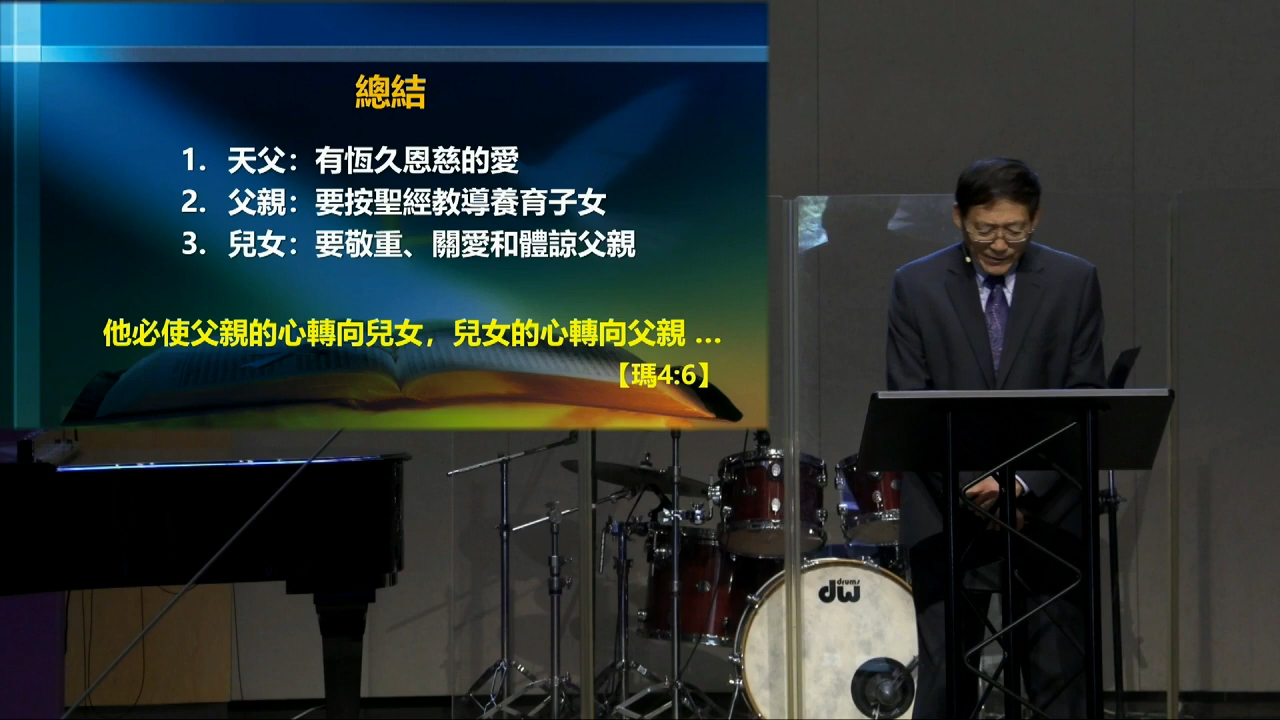 總結
1. 天父：有恆久恩慈的愛
2. 父親：要按聖經教導養育子女
3. 兒女：要敬重、關愛和體諒父親
他必使父親的心轉向兒女，兒女的心轉向父親 ...
【瑪4:6】
drums
dw